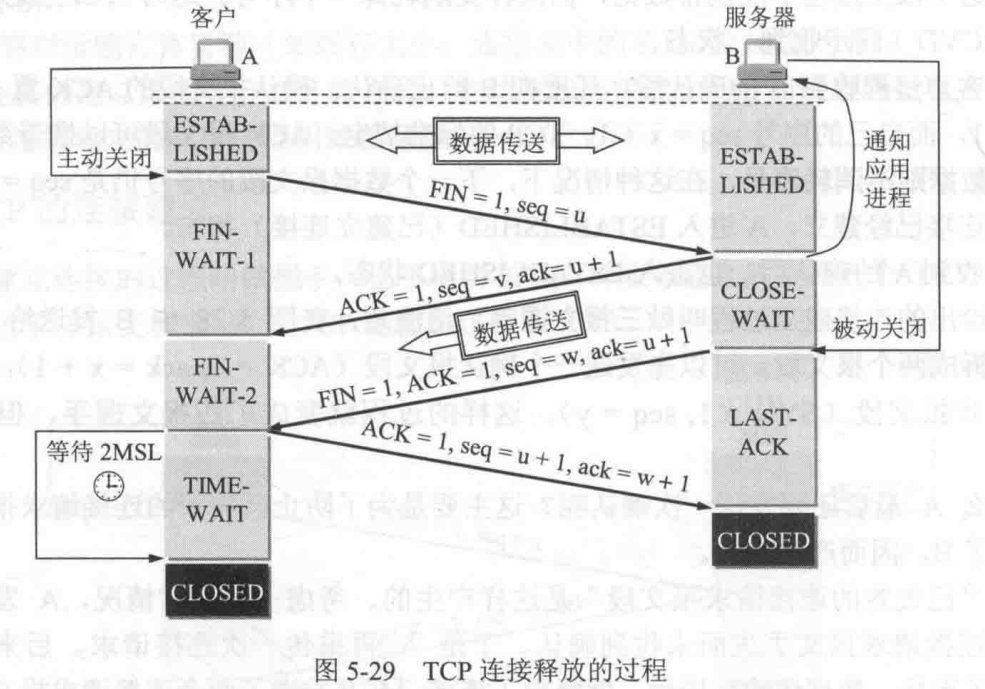 客户
服务器
A
B
ESTAB-
LISHED
数据传送
ESTAB-
LISHED
通知
应用
进程
主动关闭
FIN = 1, seq = u
FIN-
WAIT-1
ACK = 1, seq = v, ack= u + 1
CLOSE-
WAIT
数据传送
被动关闭
FIN-
WAIT-2
FIN = 1, ACK = 1, seq = w, ack= u + 1
LAST-
ACK
ACK = 1, seq = u + 1, ack = w + 1
等待 2MSL
TIME-
WAIT
CLOSED
CLOSED
图 5-29 TCP 连接释放的过程